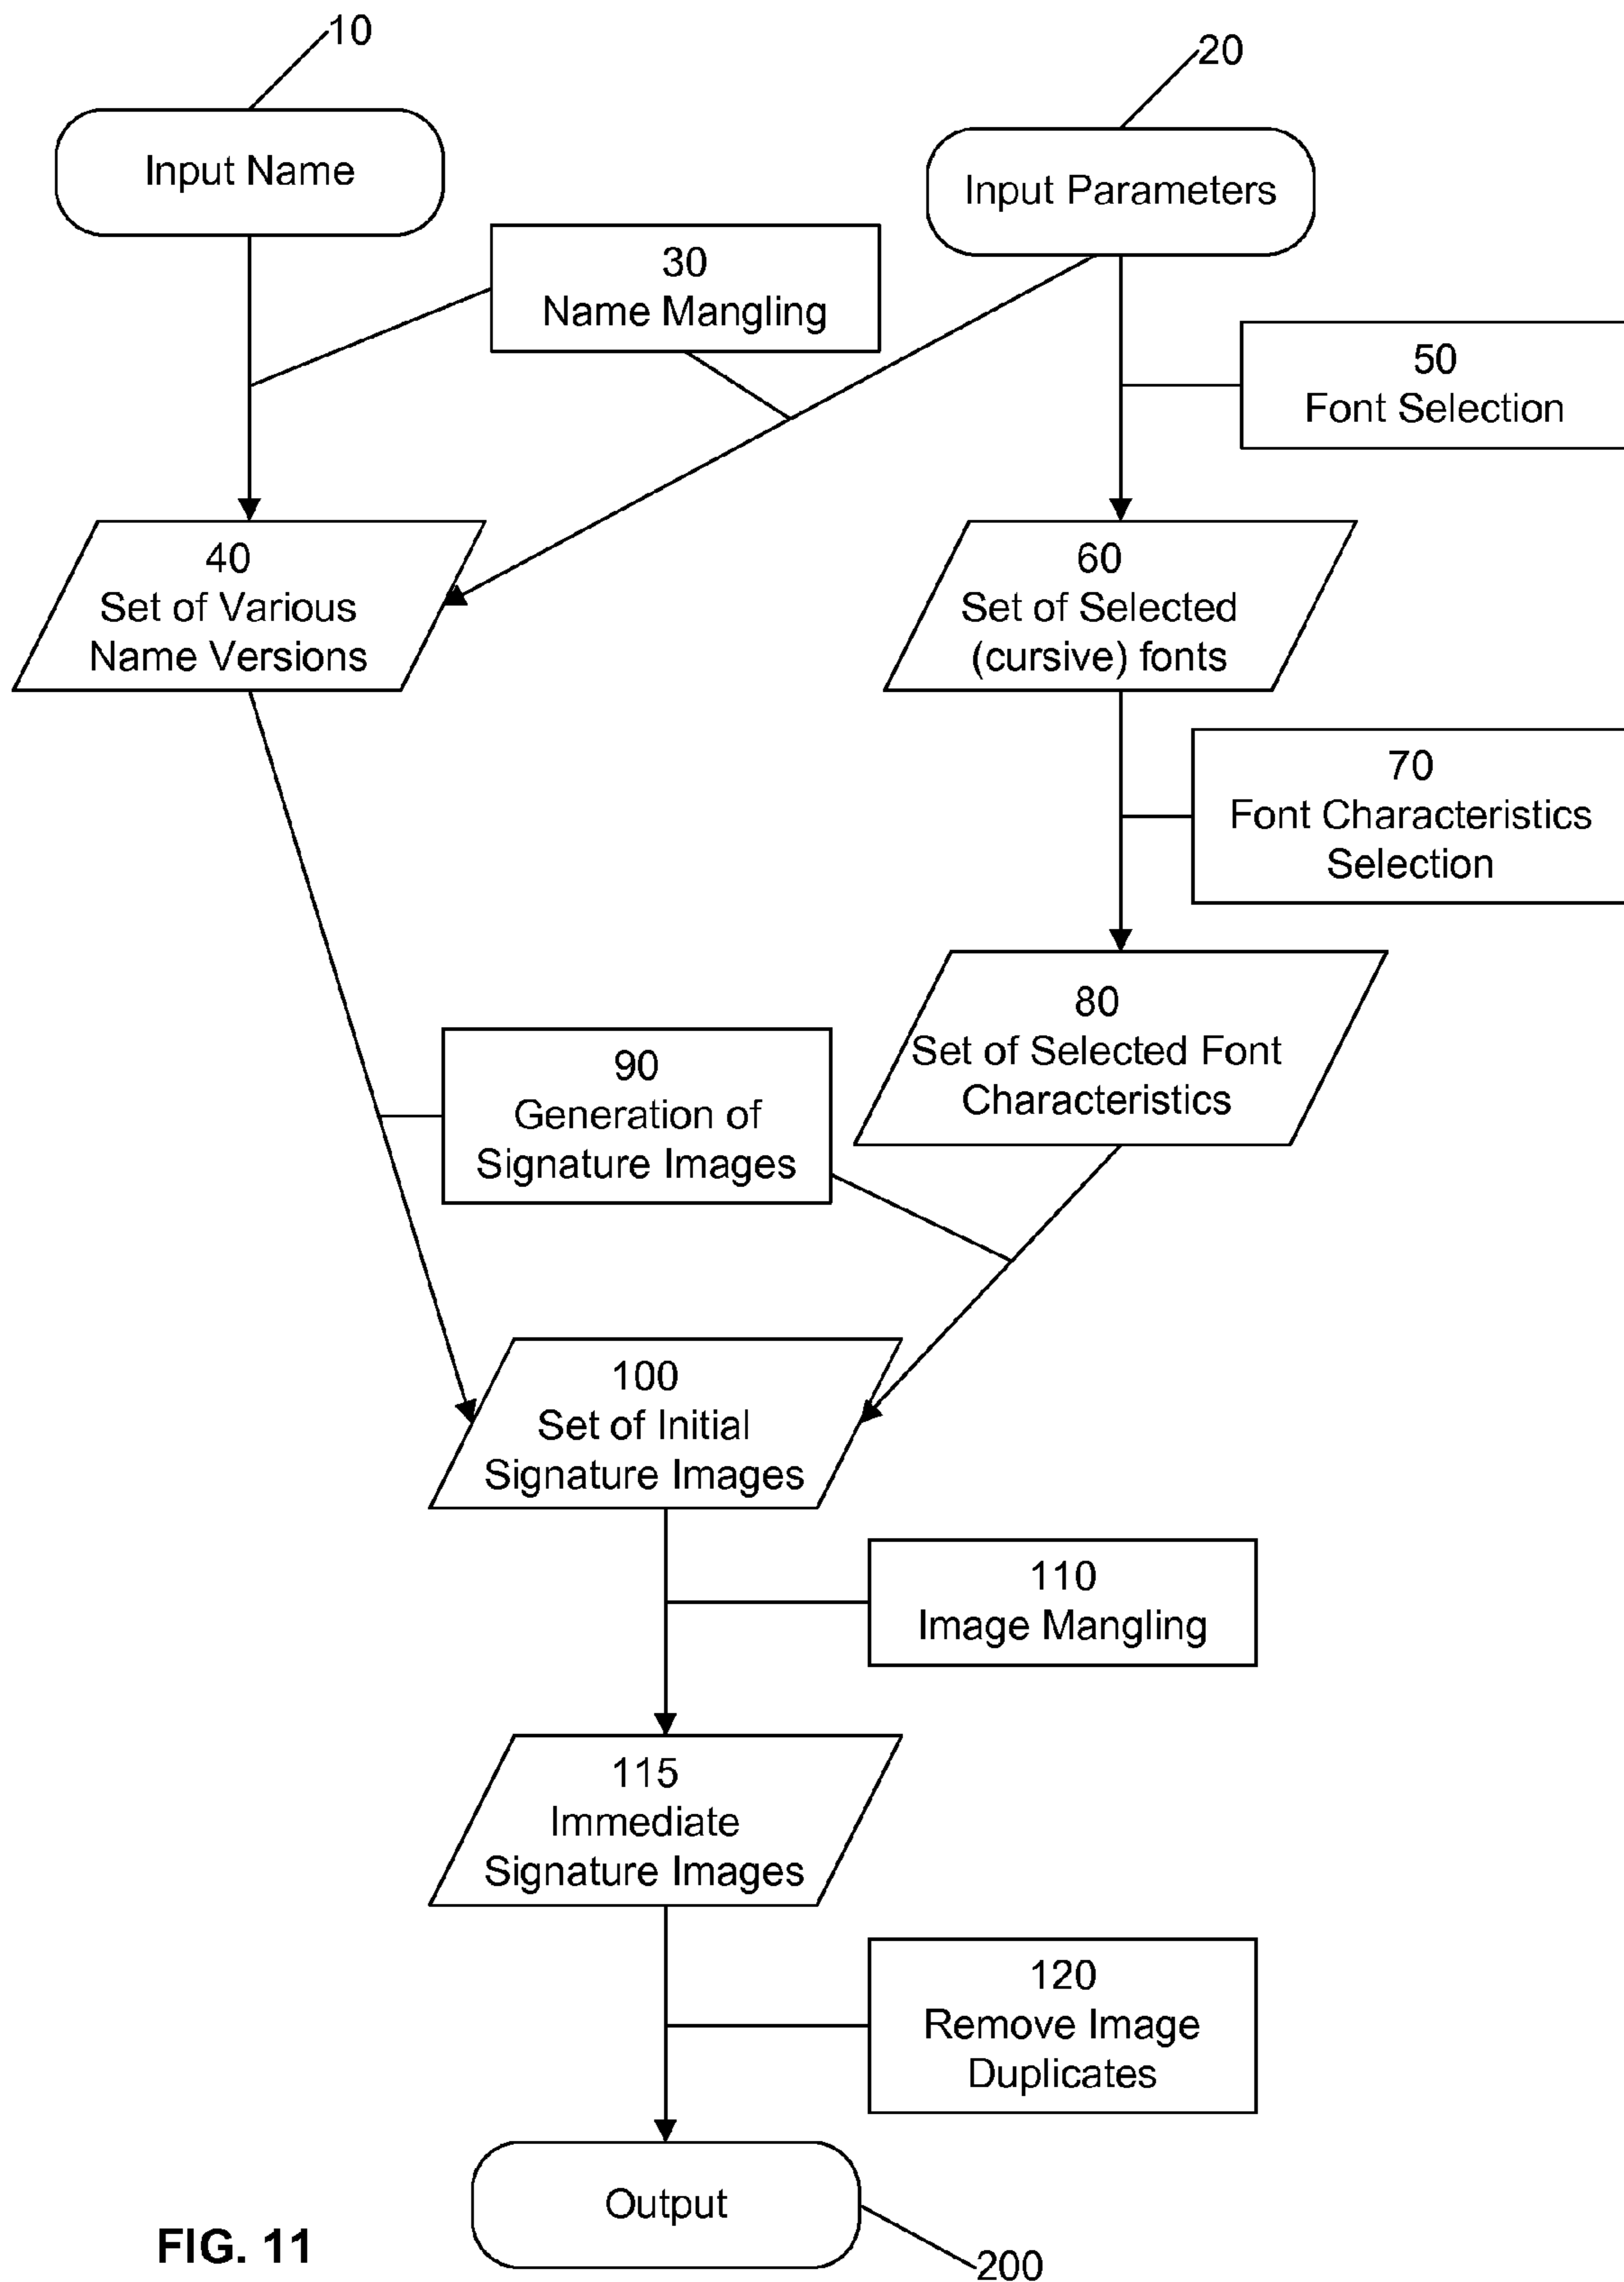 10
20
Input Name
Input Parameters
30
Name Mangling
50
Font Selection
40
Set of Various
Name Versions
60
Set of Selected
(cursive) fonts
70
Font Characteristics
Selection
80
Set of Selected Font
Characteristics
90
Generation of
Signature Images
100
Set of Initial
Signature Images
110
Image Mangling
115
Immediate
Signature Images
120
Remove Image
Duplicates
Output
FIG. 11
200